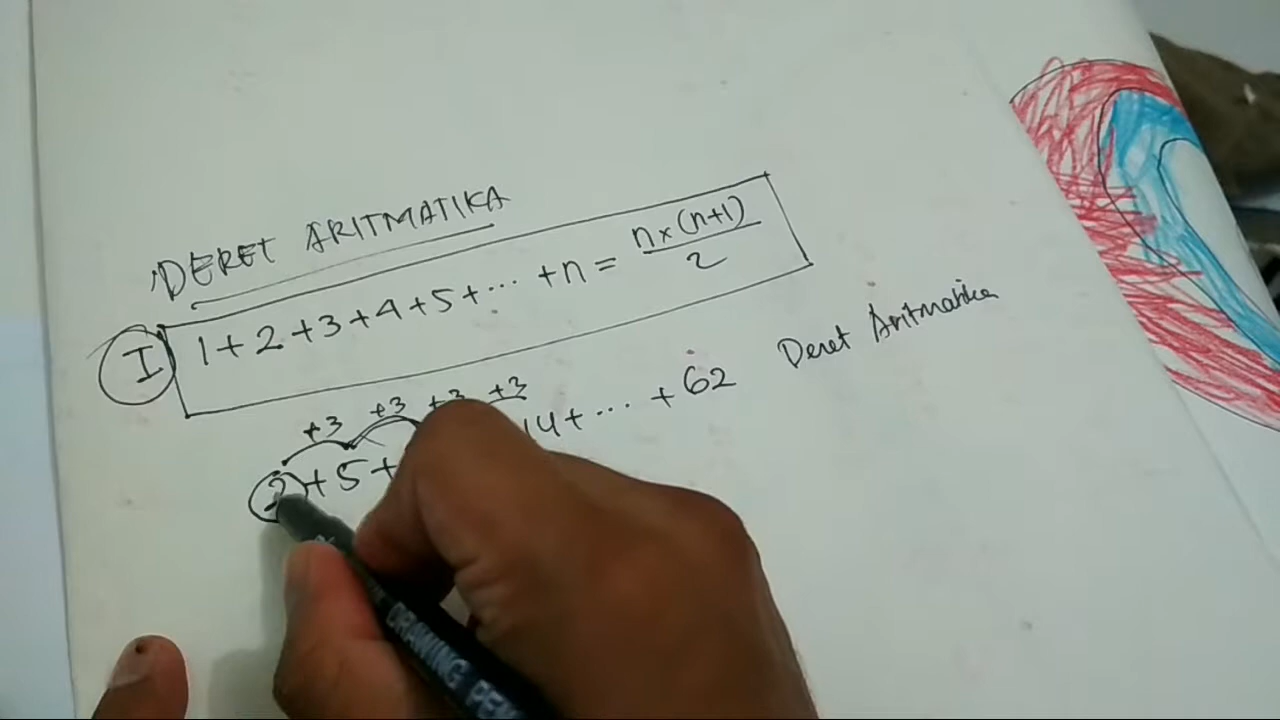 DERET ARITMATIKA
I 1+2+3+4+5+... +n = n×(n+1)/2
+3 +3 +3 +3
2+5+ 14+... +62 Deret Aritmatika
DRAWING PEN